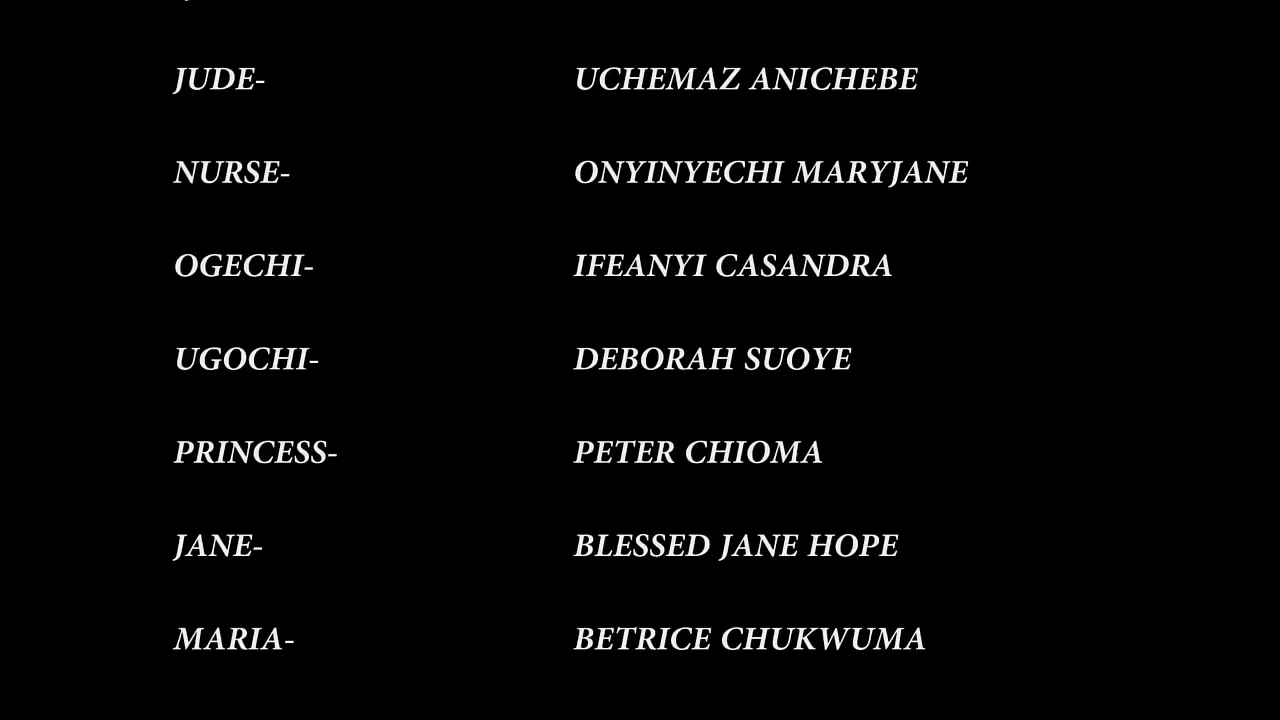 JUDE- UCHEMAZ ANICHEBE
NURSE- ONYINYECHI MARYJANE
OGECHI- IFEANYI CASANDRA
UGOCHI- DEBORAH SUOYE
PRINCESS- PETER CHIOMA
JANE- BLESSED JANE HOPE
MARIA- BETRICE CHUKWUMA